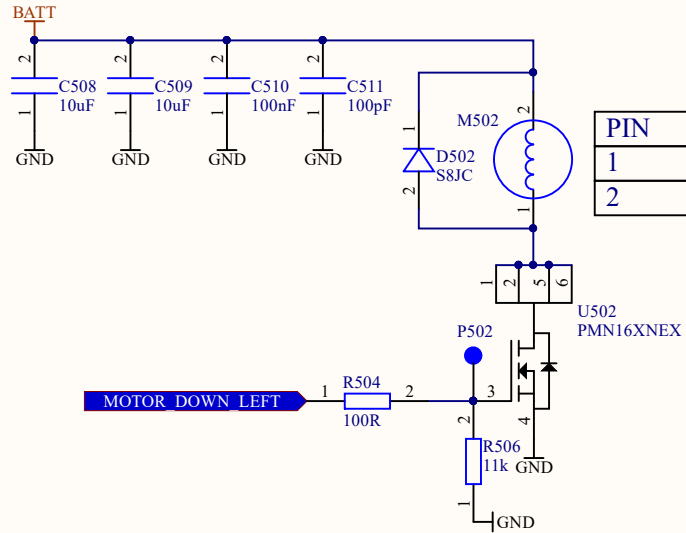 BATT
2
2
2
2
C508
10uF
C509
10uF
C510
100nF
C511
100pF
1
1
1
1
GND
GND
GND
GND
M502
2
1
1
D502
S8JC
2
PIN
1
2
1
2
5
6
U502
PMN16XNEX
P502
MOTOR_DOWN_LEFT
1
R504
2
100R
3
4
GND
2
R506
11k
1
GND